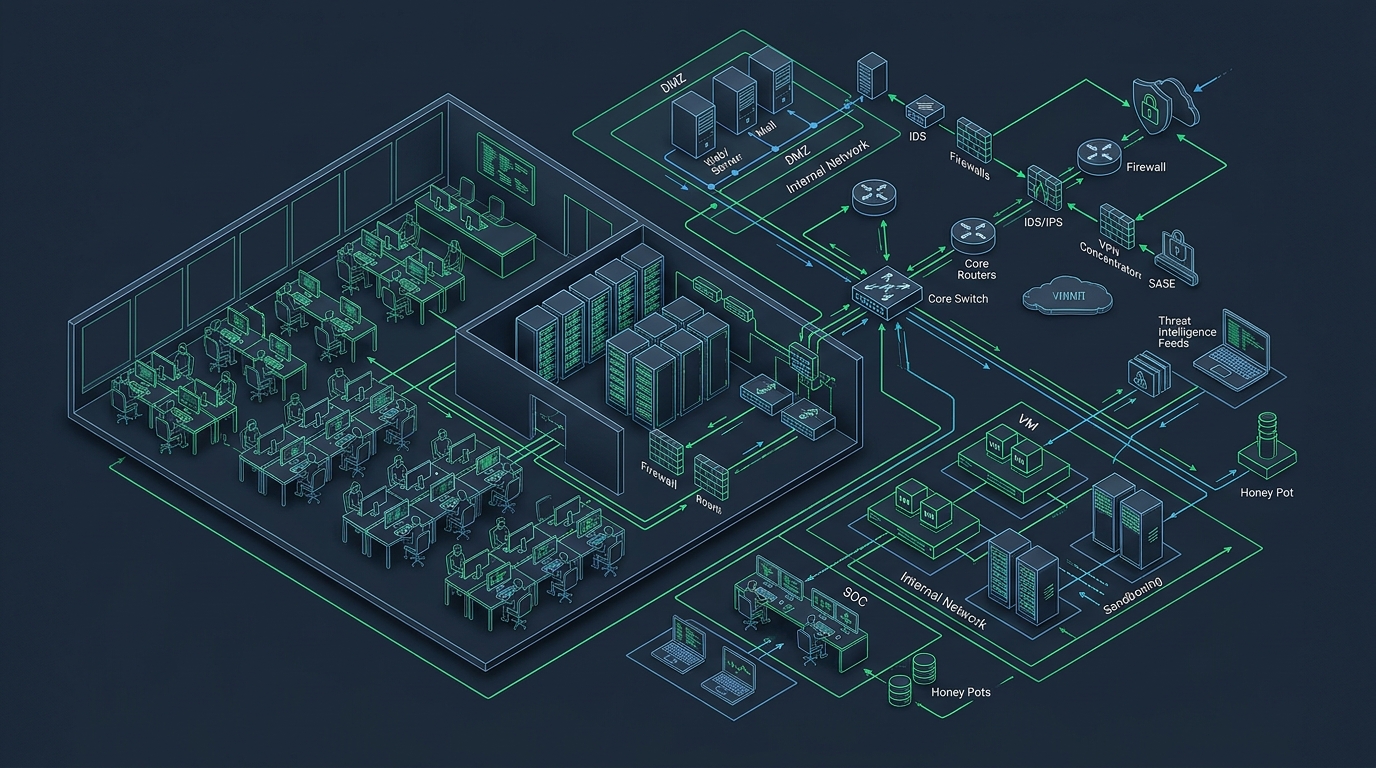 DMZ
Mail
DMZ
Internal Network
IDS
Firewalls
Firewall
IDS/IPS
VPN
SASE
Core
Routers
Core Switch
Threat
Intelligence
Feeds
VM
Honey Pot
Firewall
SOC
Internal Network
Honey Pots